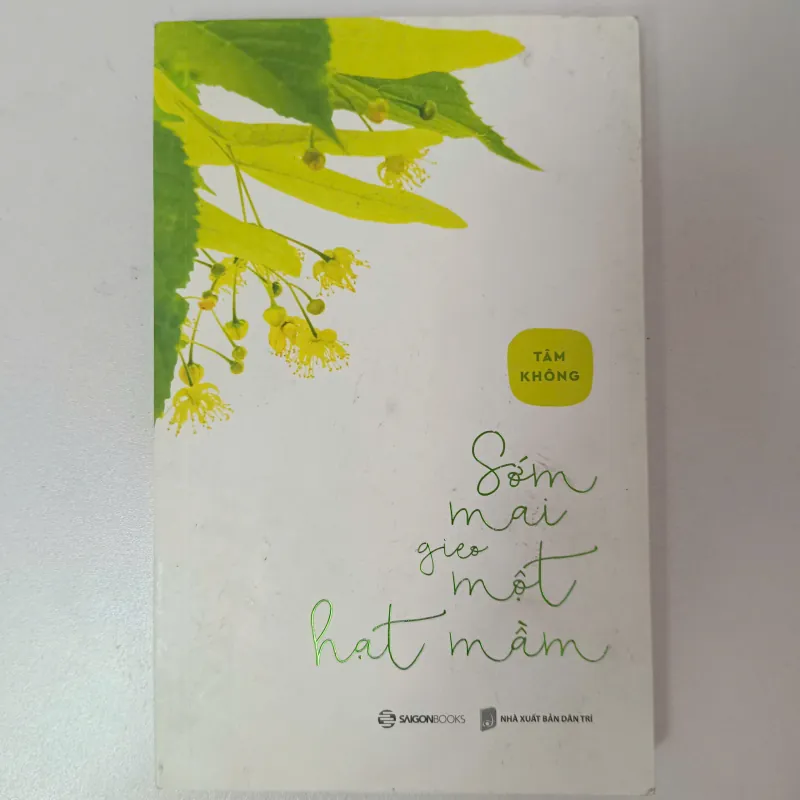 TÂM
KHÔNG
Sớm
mai
gieo
một
hạt mầm
SAIGONBOOKS NHÀ XUẤT BẢN DÂN TRÍ